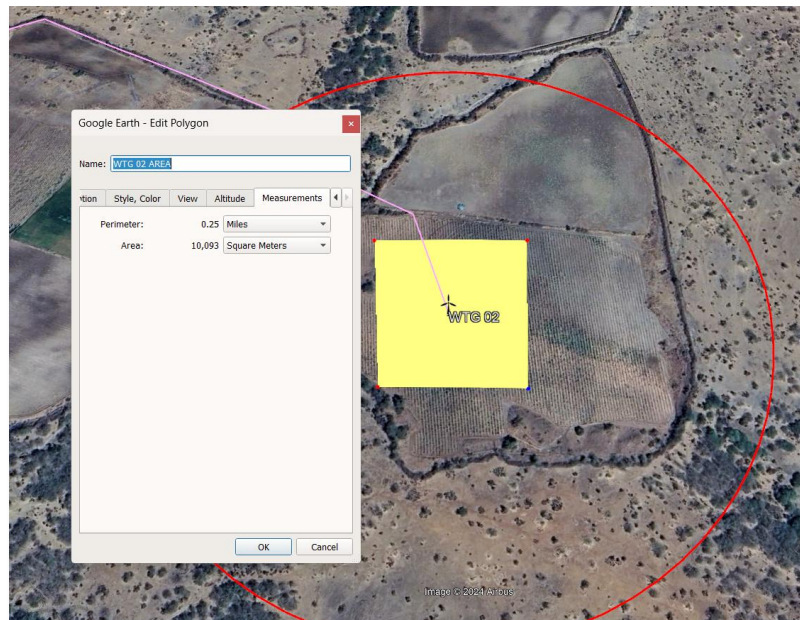 Google Earth - Edit Polygon
Name: WTG 02 AREA
ption Style, Color View Altitude Measurements
Perimeter: 0.25 Miles
Area: 10,093 Square Meters
WTG 02
OK Cancel
Image © 2024 Airbus